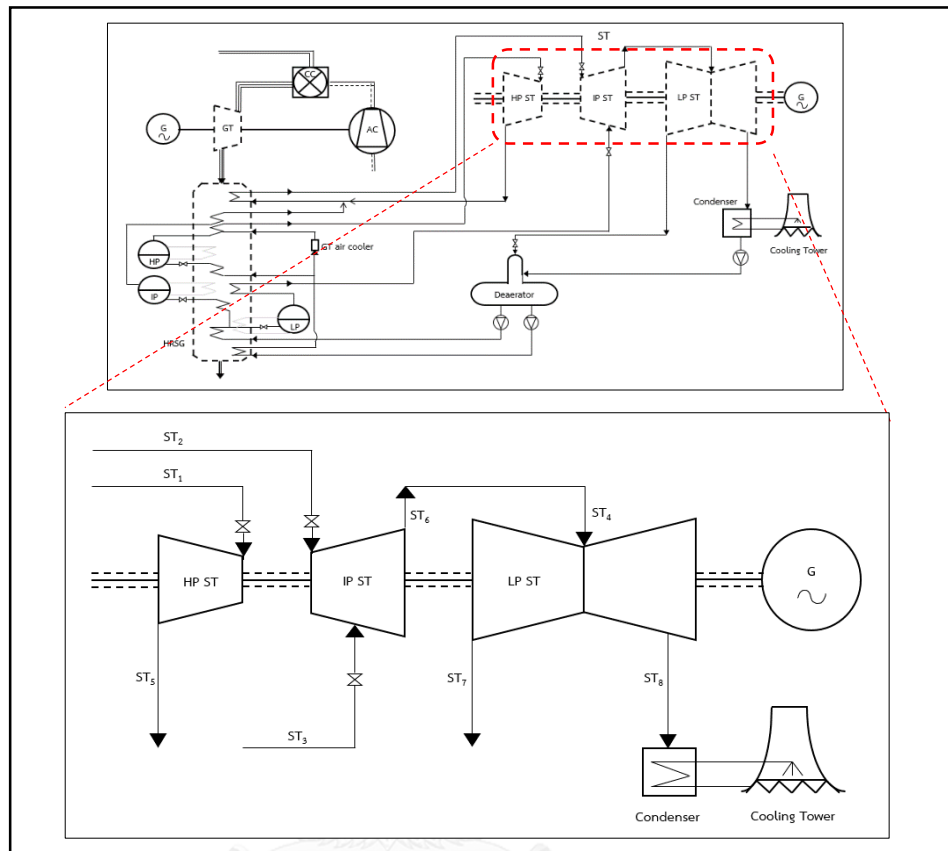 ST
CC
HP ST
IP ST
LP ST
G
G
GT
AC
Condenser
Cooling Tower
GT air cooler
HP
IP
Deaerator
LP
HRSG
ST2
ST1
ST6
ST4
HP ST
IP ST
LP ST
G
ST5
ST7
ST8
ST3
Condenser
Cooling Tower